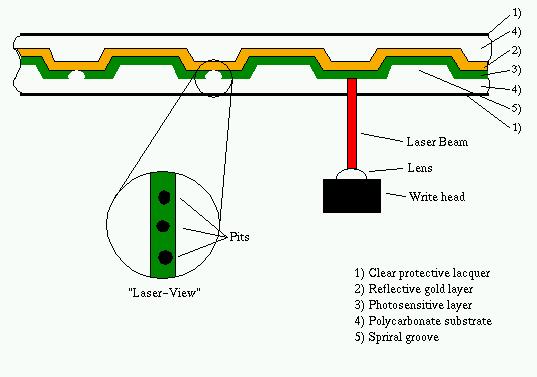 1)
4)
2)
3)
4)
5)
1)
Laser Beam
Lens
Write head
Pits
"Laser-View"
1) Clear protective lacquer
2) Reflective gold layer
3) Photosensitive layer
4) Polycarbonate substrate
5) Spriral groove